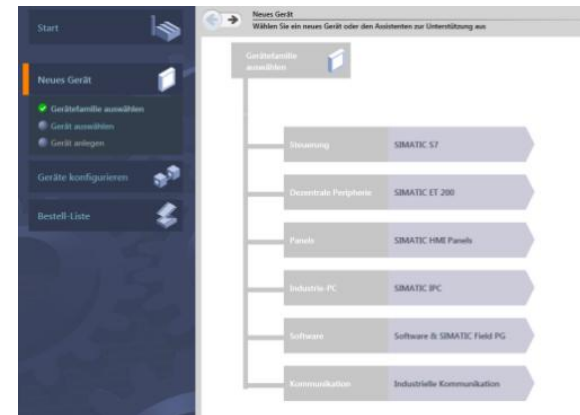 Start
Neues Gerät
Gerätefamilie auswählen
Gerät auswählen
Gerät anlegen
Geräte konfigurieren
Bestell-Liste
Neues Gerät
Wählen Sie ein neues Gerät oder den Assistenten zur Unterstützung aus
Gerätefamilie
auswählen
Steuerung SIMATIC S7
Dezentrale Peripherie SIMATIC ET 200
Panels SIMATIC HMI Panels
Industrie-PC SIMATIC IPC
Software Software & SIMATIC Field PG
Kommunikation Industrielle Kommunikation